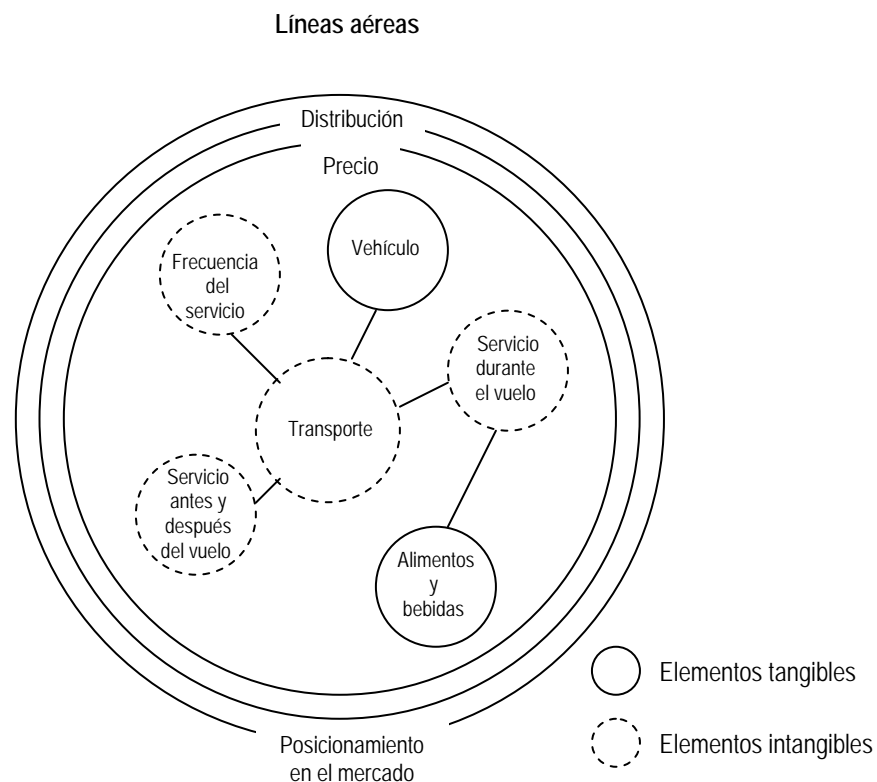 Líneas aéreas
Distribución
Precio
Vehículo
Frecuencia
del
servicio
Servicio
durante
el vuelo
Transporte
Servicio
antes y
después
del vuelo
Alimentos
y
bebidas
Elementos tangibles
Elementos intangibles
Posicionamiento
en el mercado